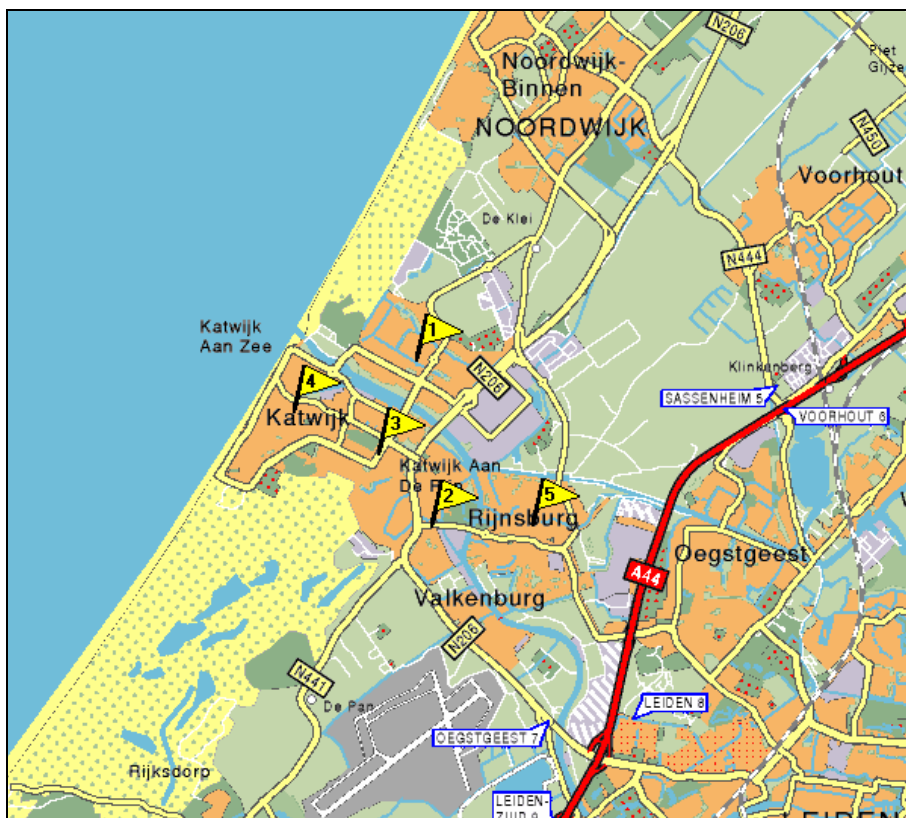 N206
Noordwijk-
Binnen
Piet
NOORDWIJK
N450
Voorhout
De Klei
N444
Katwijk
Aan Zee
1
N206
Klinkenberg
4
SASSENHEIM 5
VOORHOUT 6
Katwijk
3
Katwijk Aan
2
5
Rijnsburg
Oegstgeest
A44
Valkenburg
N206
N441
De Pan
LEIDEN 8
OEGSTGEEST 7
Rijksdorp
LEIDEN-
ZUID 9
LEIDEN